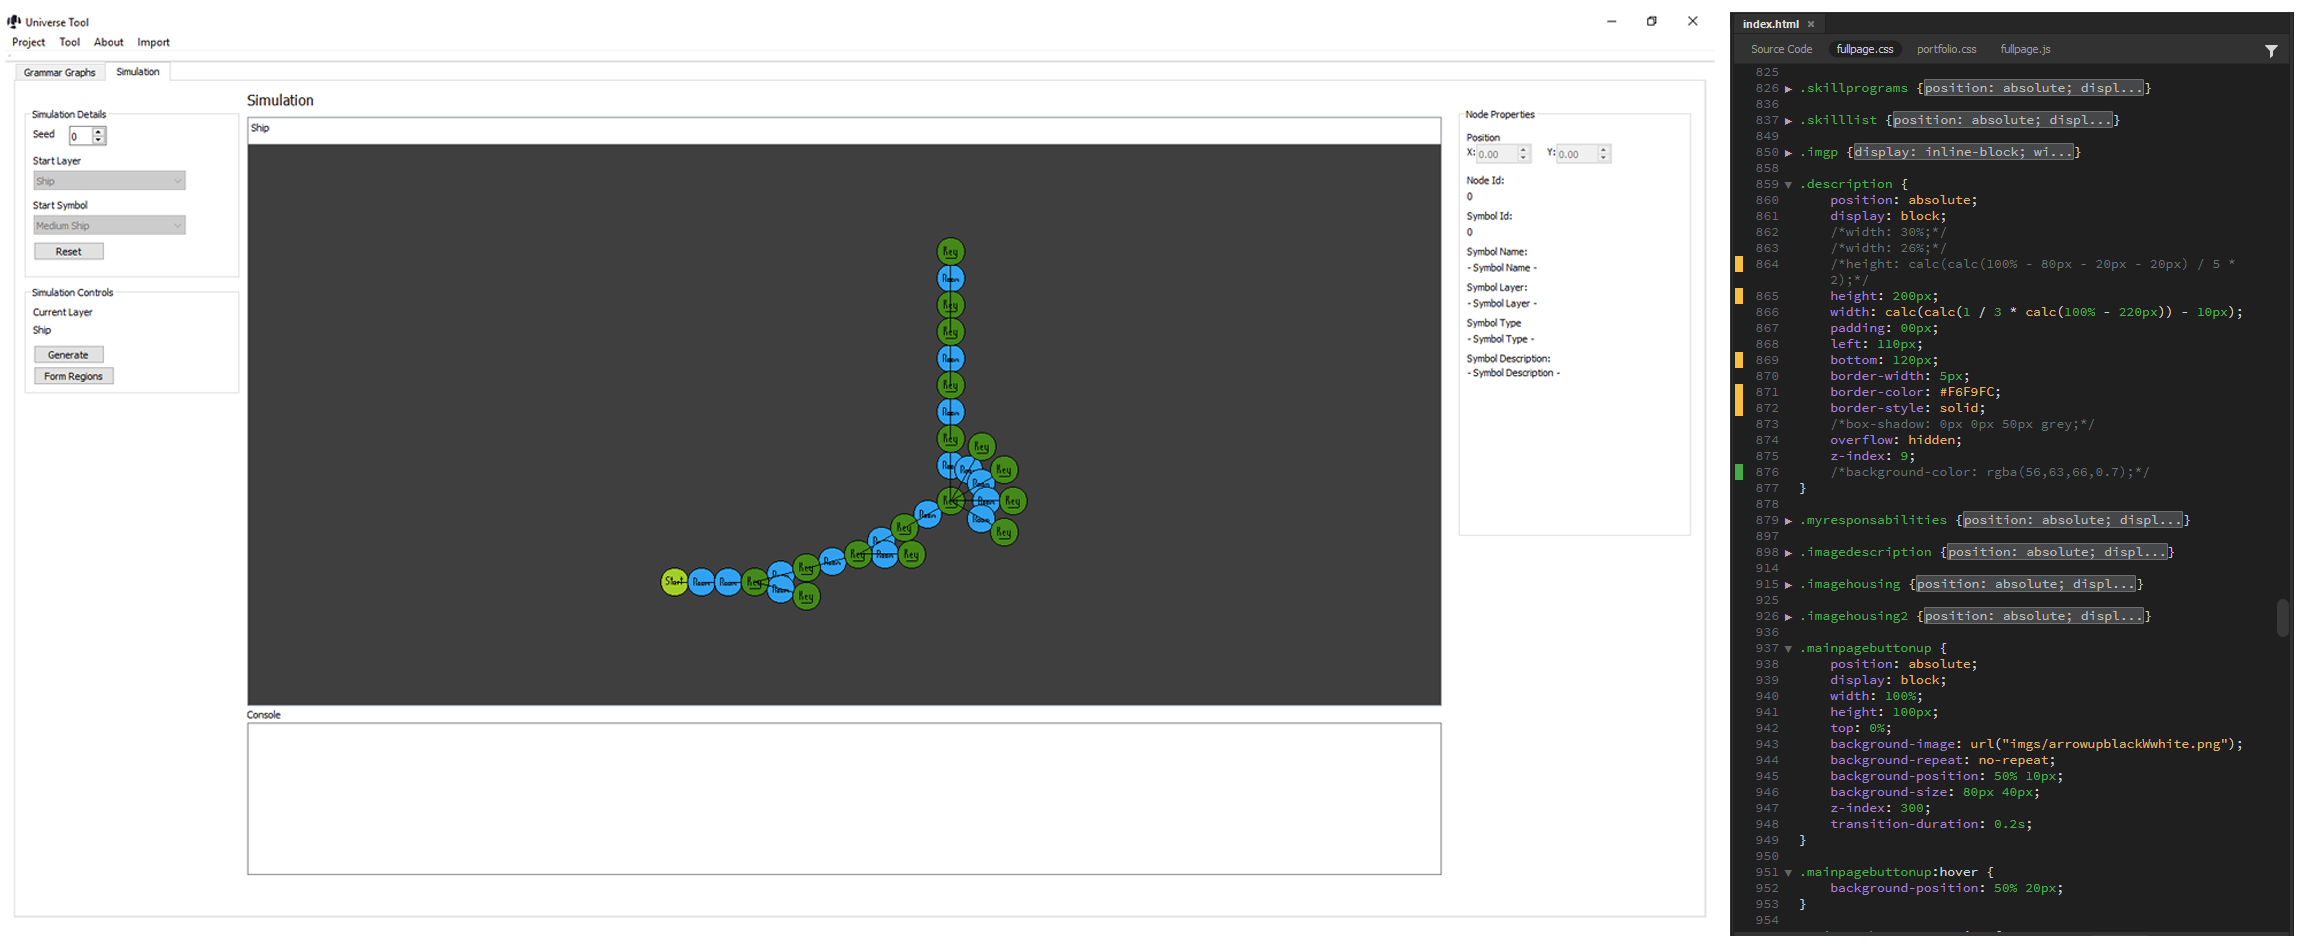 Universe Tool
Project Tool About Import
Grammar Graphs Simulation
Simulation Details
Seed 0
Start Layer
Ship
Start Symbol
Medium Ship
Reset
Simulation Controls
Current Layer
Ship
Generate
Form Regions
Simulation
Ship
Key
Room
Key
Key
Room
Key
Room
Key
Key
Room
Room
Key
Room
Key
Room
Key
Room
Room
Key
Key
Room
Room
Key
Room
Key
Start
Room
Room
Key
Room
Key
Console
Node Properties
Position
X: 0.00 Y: 0.00
Node Id:
0
Symbol Id:
0
Symbol Name:
- Symbol Name -
Symbol Layer:
- Symbol Layer -
Symbol Type
- Symbol Type -
Symbol Description:
- Symbol Description -
index.html ×
Source Code fullpage.css portfolio.css fullpage.js
825
826 .skillprograms {position: absolute; displ...}
836
837 .skilllist {position: absolute; displ...}
849
850 .imgp {display: inline-block; wi...}
858
859 .description {
860 position: absolute;
861 display: block;
862 /*width: 30%;*/
863 /*width: 26%;*/
864 /*height: calc(calc(100% - 80px - 20px - 20px) / 5 *
2);*/
865 height: 200px;
866 width: calc(calc(1 / 3 * calc(100% - 220px)) - 10px);
867 padding: 00px;
868 left: 110px;
869 bottom: 120px;
870 border-width: 5px;
871 border-color: #F6F9FC;
872 border-style: solid;
873 /*box-shadow: 0px 0px 50px grey;*/
874 overflow: hidden;
875 z-index: 9;
876 /*background-color: rgba(56,63,66,0.7);*/
877 }
878
879 .myresponsabilities {position: absolute; displ...}
897
898 .imagedescription {position: absolute; displ...}
914
915 .imagehousing {position: absolute; displ...}
925
926 .imagehousing2 {position: absolute; displ...}
936
937 .mainpagebuttonup {
938 position: absolute;
939 display: block;
940 width: 100%;
941 height: 100px;
942 top: 0%;
943 background-image: url("imgs/arrowupblackWwhite.png");
944 background-repeat: no-repeat;
945 background-position: 50% 10px;
946 background-size: 80px 40px;
947 z-index: 300;
948 transition-duration: 0.2s;
949 }
950
951 .mainpagebuttonup:hover {
952 background-position: 50% 20px;
953 }
954